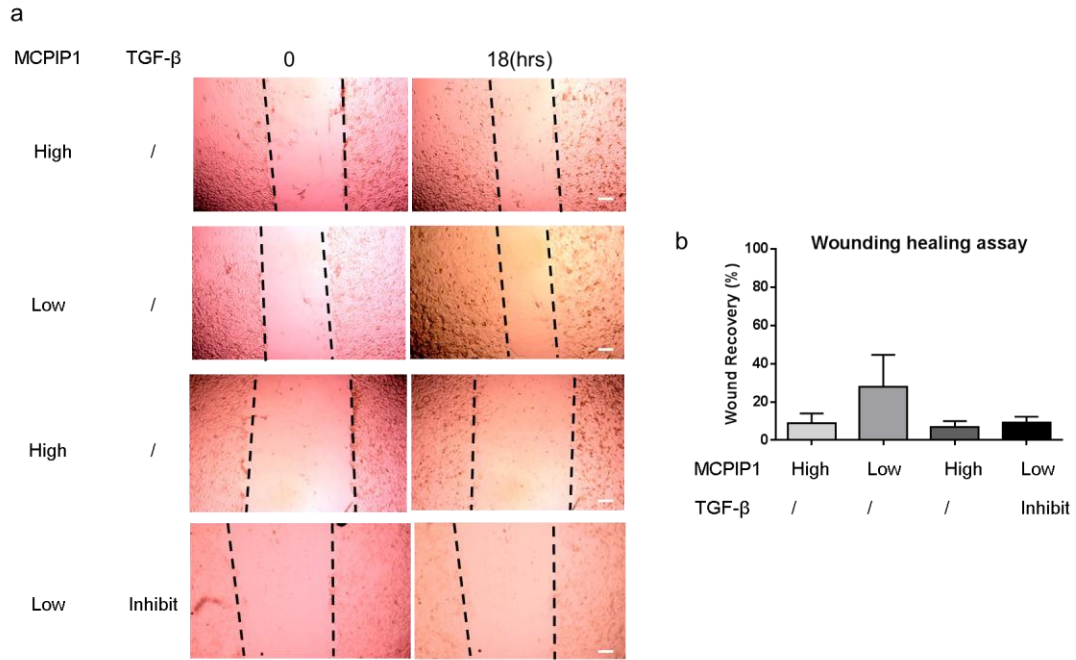 a
MCPIP1 TGF-β 0 18(hrs)
High /
Low /
High /
Low Inhibit
b
Wounding healing assay
Wound Recovery (%)
100
80
60
40
20
0
MCPIP1 High Low High Low
TGF-β / / / Inhibit